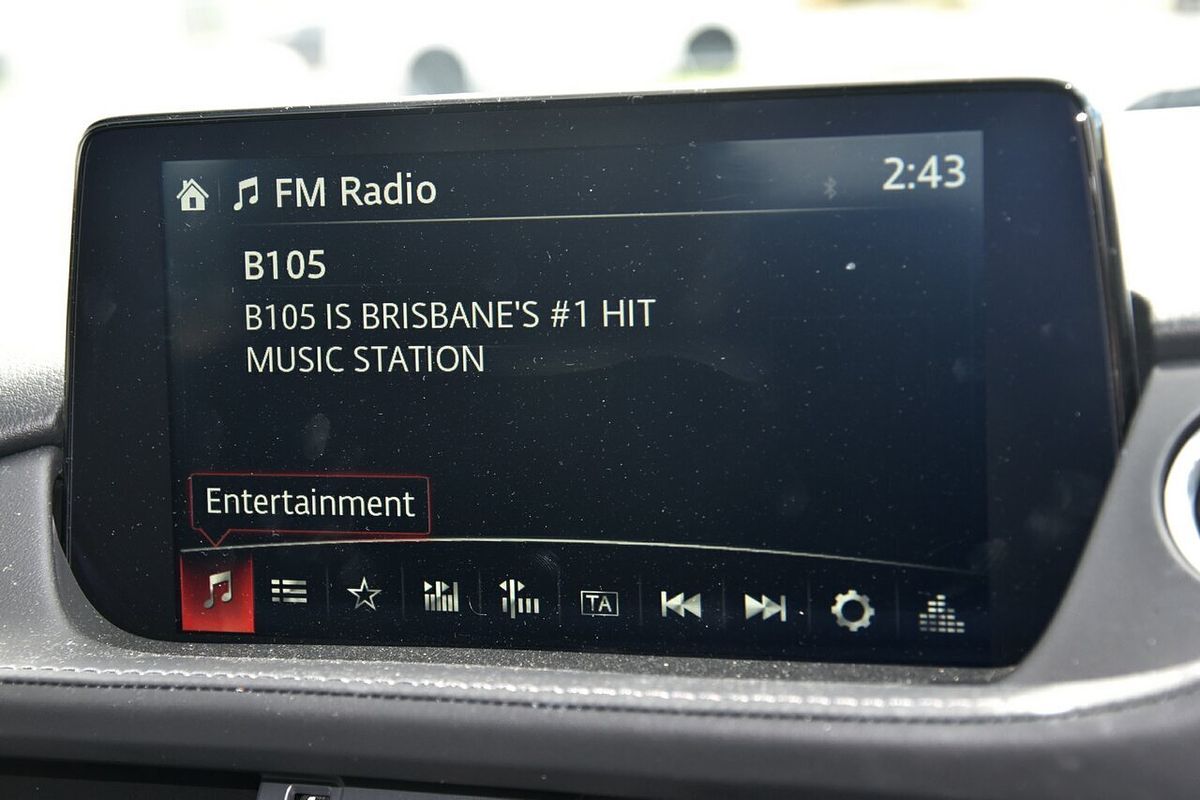 FM Radio
2:43
B105
B105 IS BRISBANE'S #1 HIT
MUSIC STATION
Entertainment
TA